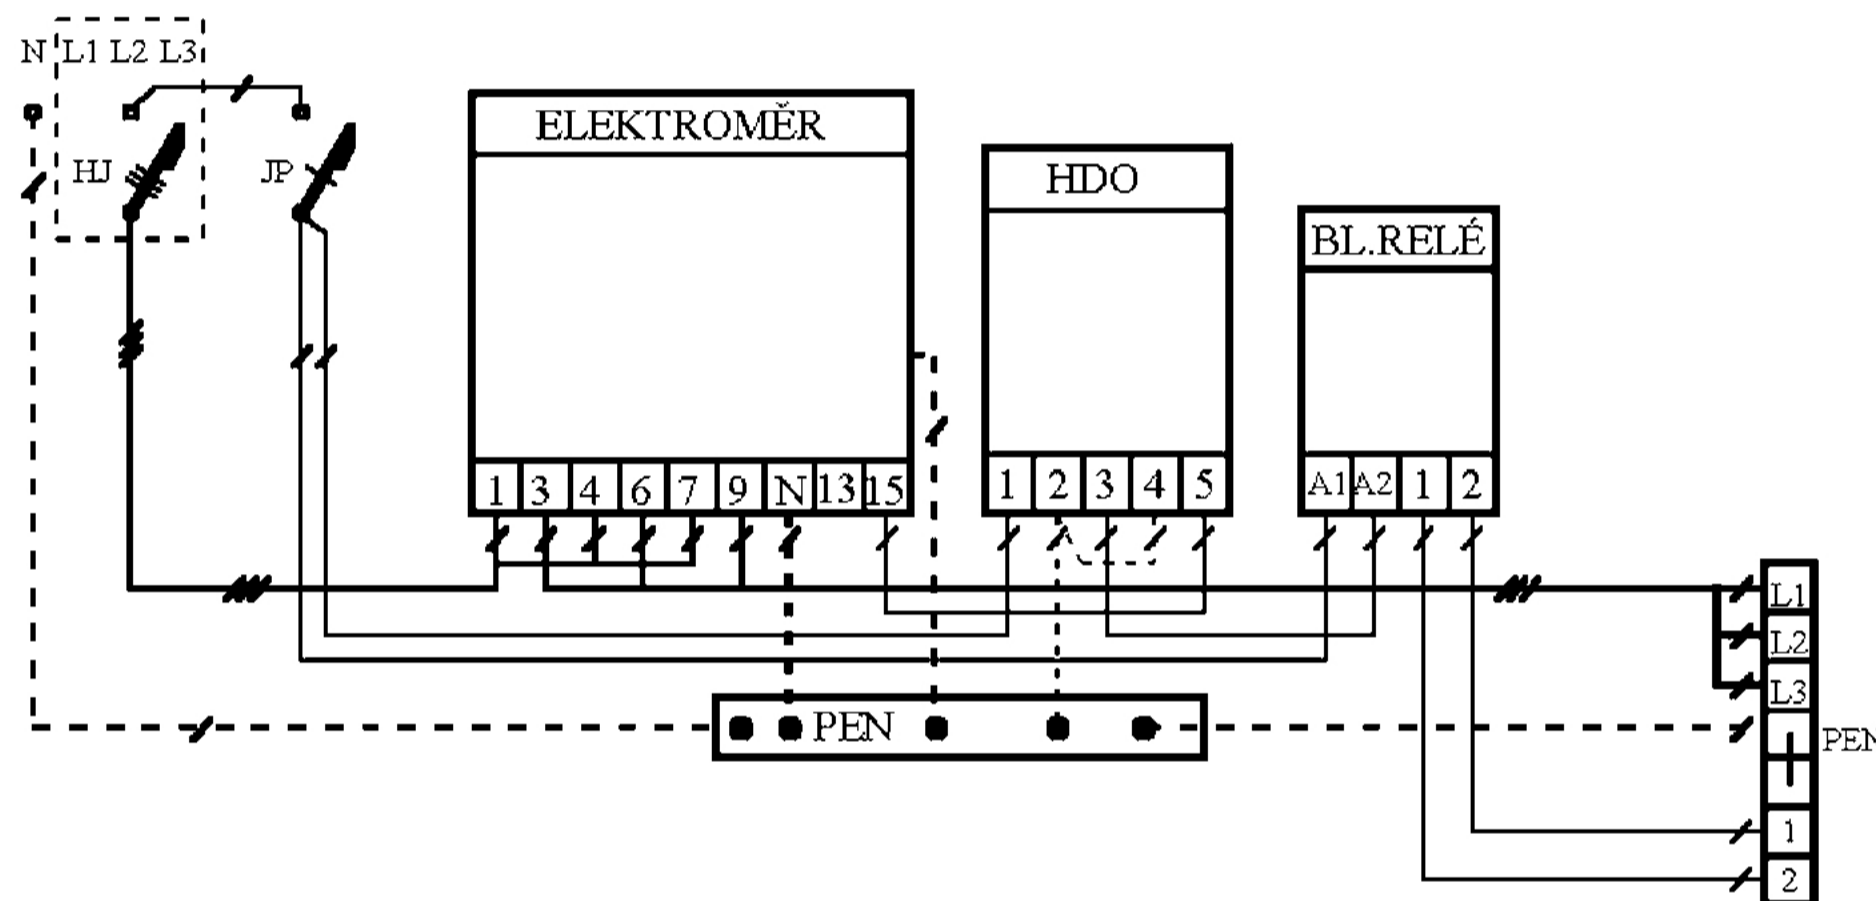 N L1 L2 L3
HJ
JP
ELEKTROMĚR
1 3 4 6 7 9 N 13 15
HDO
1 2 3 4 5
BL.RELÉ
A1 A2 1 2
PEN
L1
L2
L3
PEN
1
2